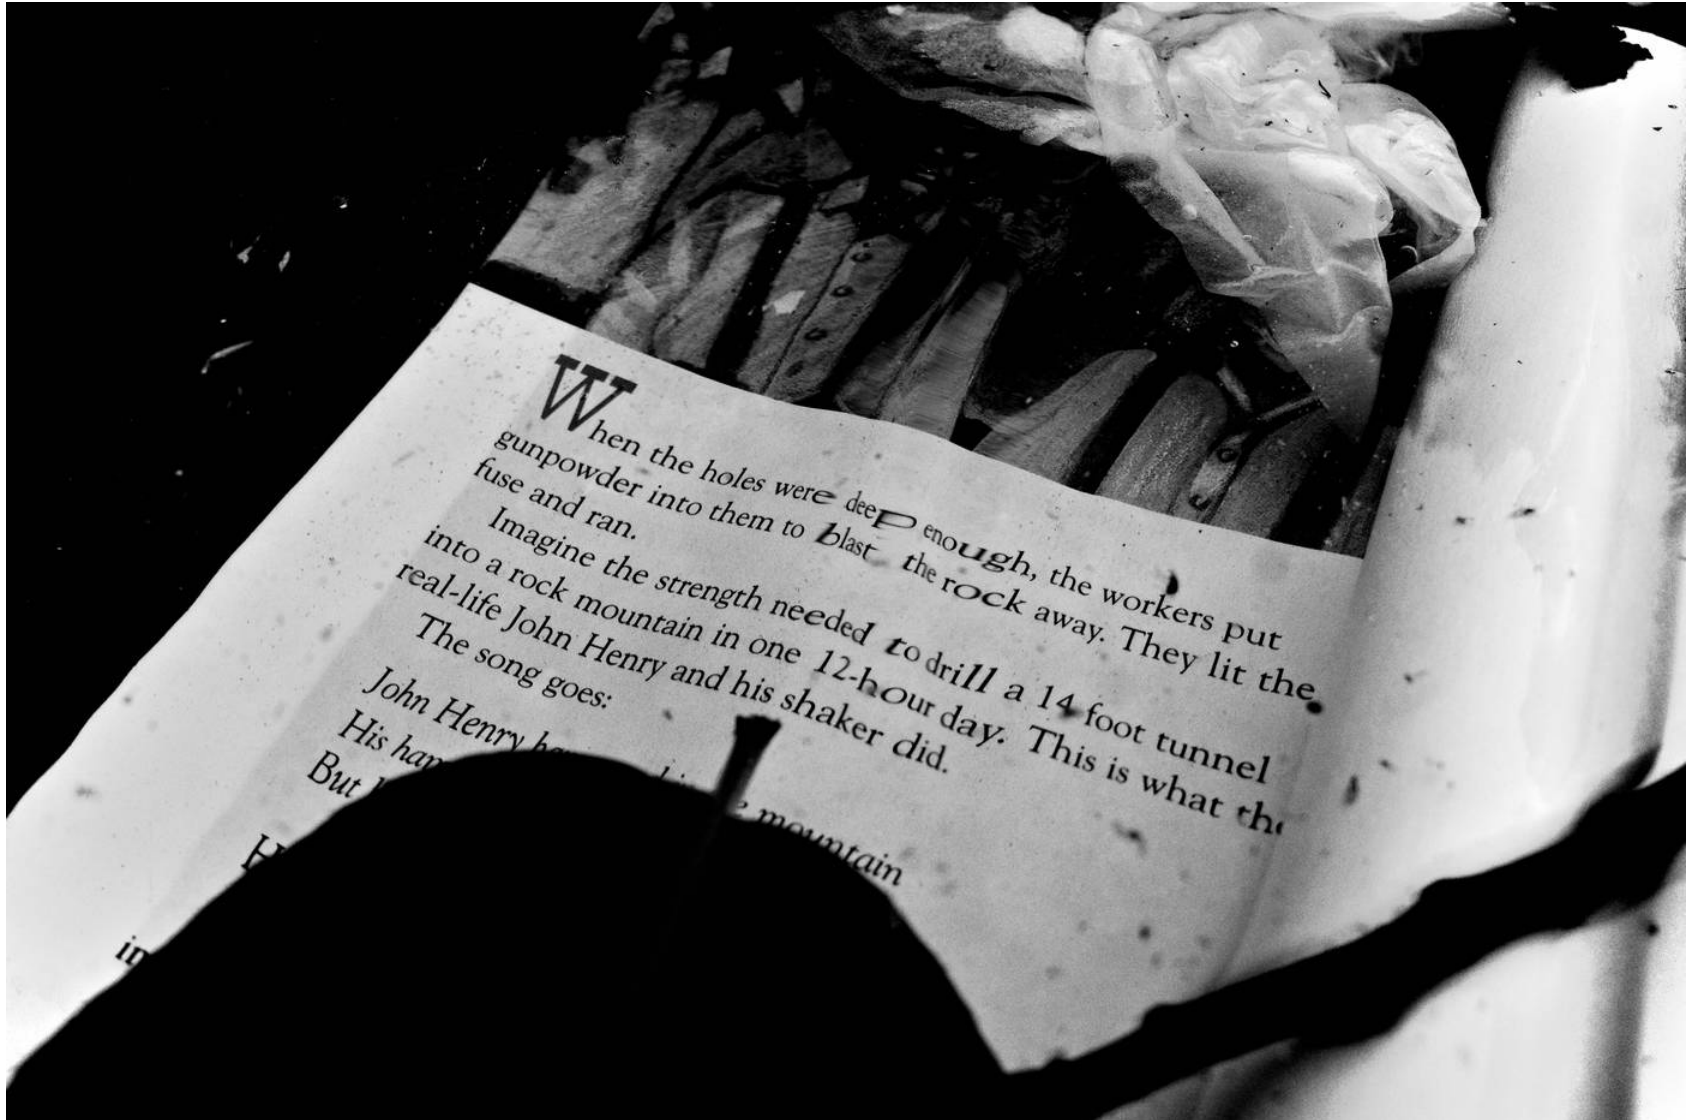 When the holes were deep enough, the workers put
gunpowder into them to blast the rock away. They lit the
fuse and ran.
Imagine the strength needed to drill a 14 foot tunnel
into a rock mountain in one 12-hour day. This is what the
real-life John Henry and his shaker did.
The song goes:
John Henry
His mountain
But
in